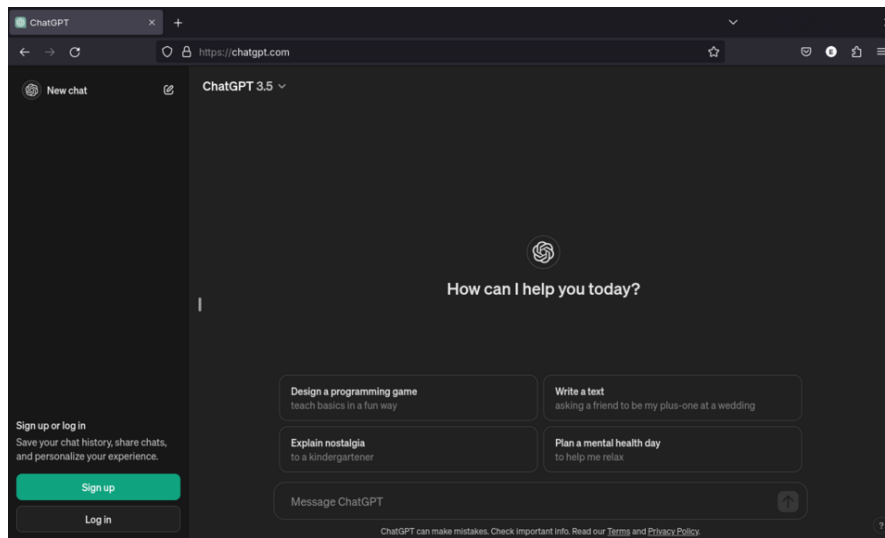 ChatGPT
https://chatgpt.com
New chat
ChatGPT 3.5
How can I help you today?
Design a programming game
teach basics in a fun way
Write a text
asking a friend to be my plus-one at a wedding
Explain nostalgia
to a kindergartener
Plan a mental health day
to help me relax
Sign up or log in
Save your chat history, share chats,
and personalize your experience.
Sign up
Log in
Message ChatGPT
ChatGPT can make mistakes. Check important info. Read our Terms and Privacy Policy.
?
E